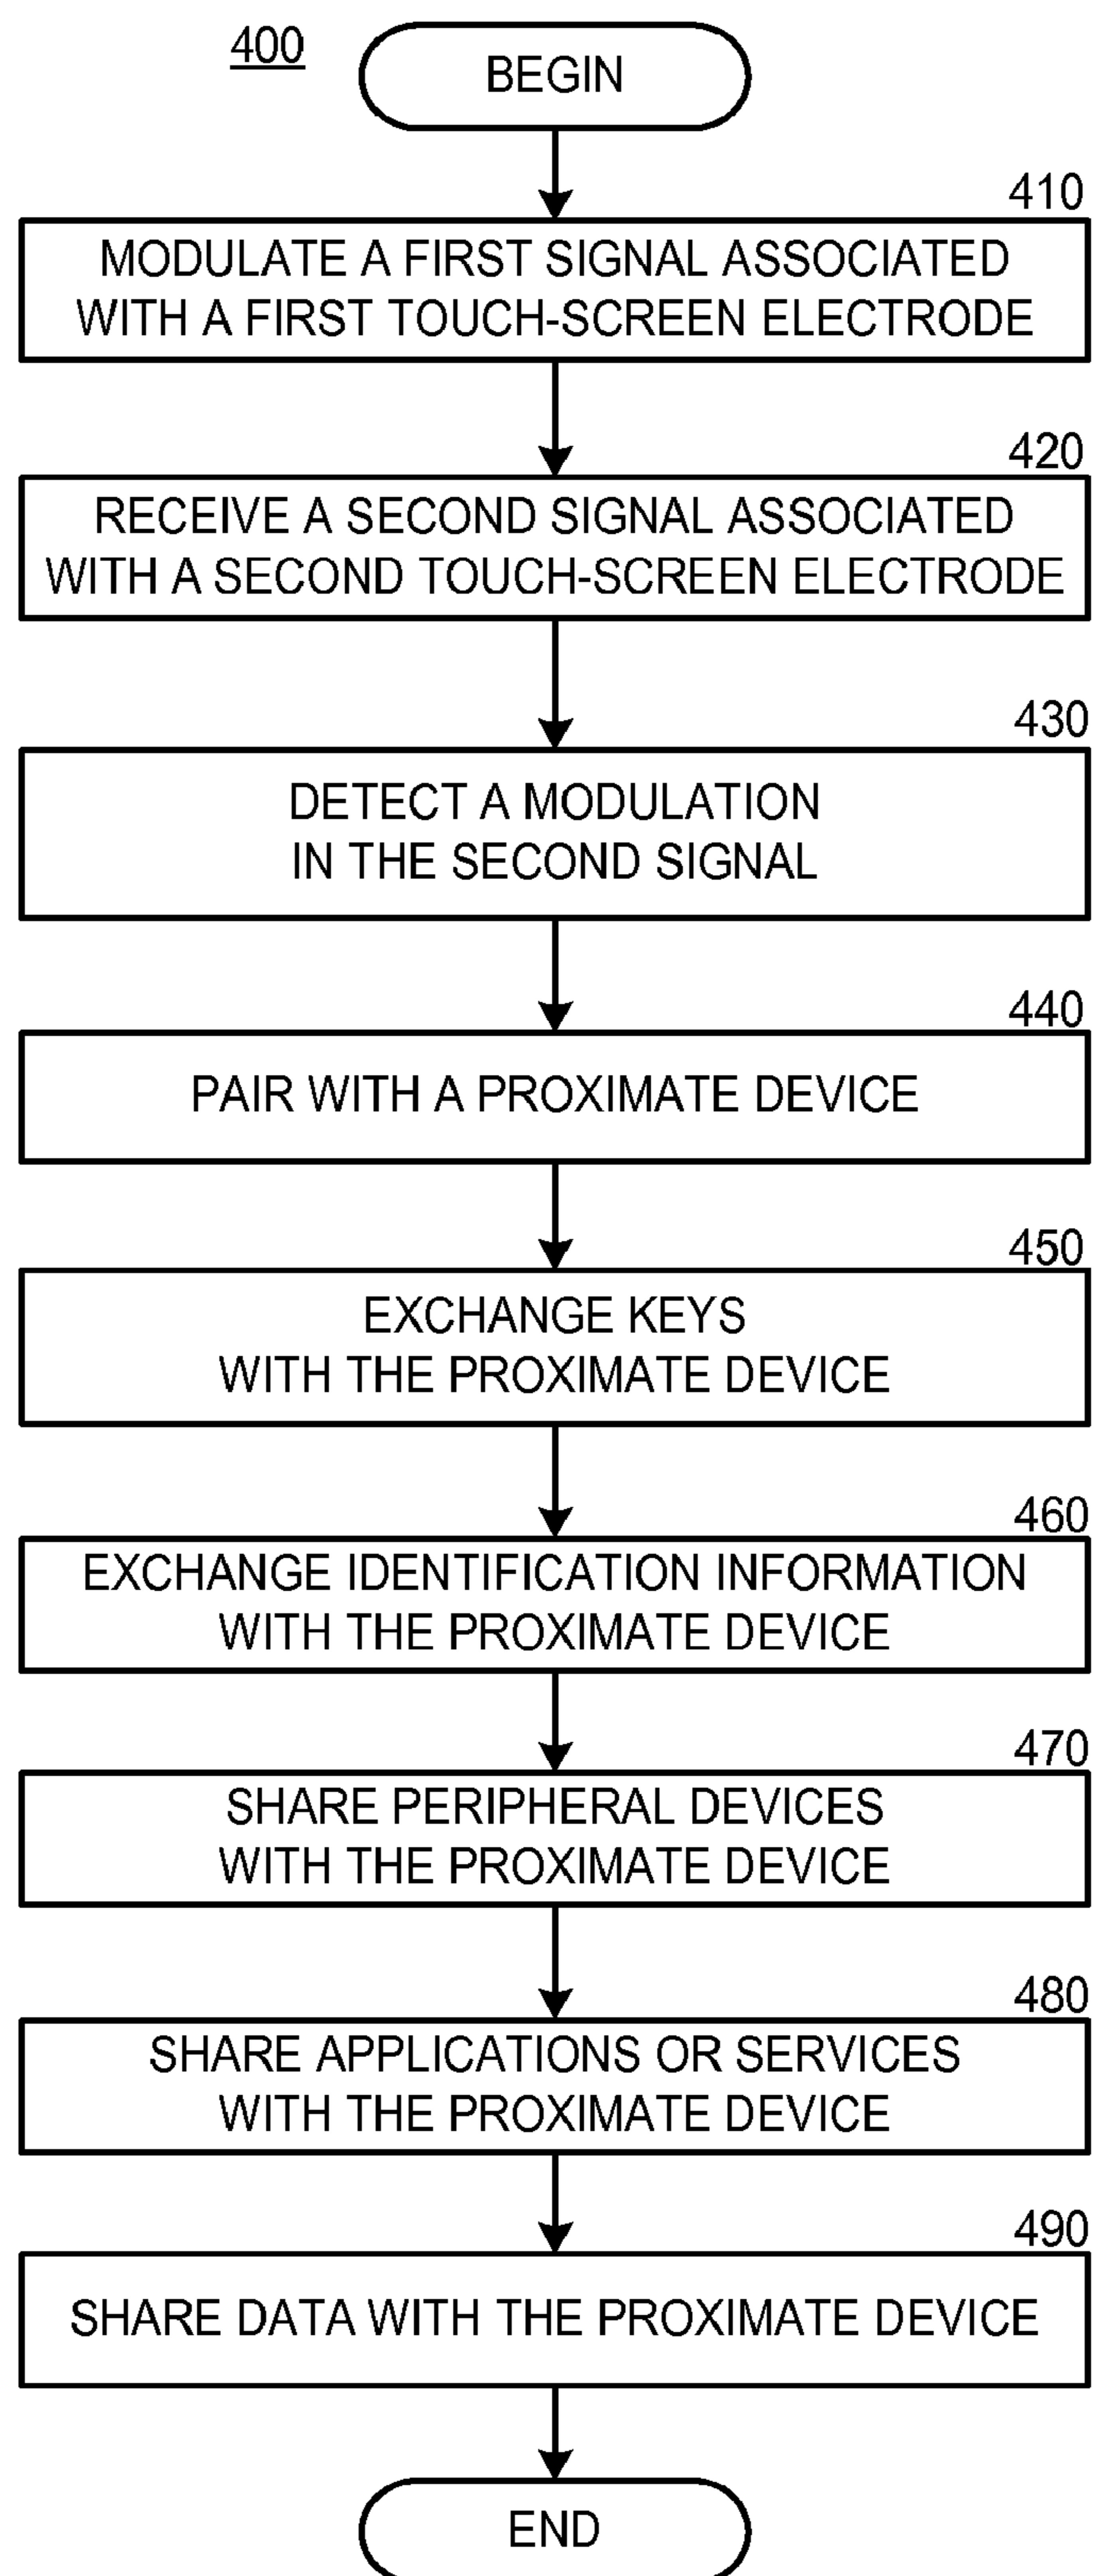 400
BEGIN
410
MODULATE A FIRST SIGNAL ASSOCIATED
WITH A FIRST TOUCH-SCREEN ELECTRODE
420
RECEIVE A SECOND SIGNAL ASSOCIATED
WITH A SECOND TOUCH-SCREEN ELECTRODE
430
DETECT A MODULATION
IN THE SECOND SIGNAL
440
PAIR WITH A PROXIMATE DEVICE
450
EXCHANGE KEYS
WITH THE PROXIMATE DEVICE
460
EXCHANGE IDENTIFICATION INFORMATION
WITH THE PROXIMATE DEVICE
470
SHARE PERIPHERAL DEVICES
WITH THE PROXIMATE DEVICE
480
SHARE APPLICATIONS OR SERVICES
WITH THE PROXIMATE DEVICE
490
SHARE DATA WITH THE PROXIMATE DEVICE
END